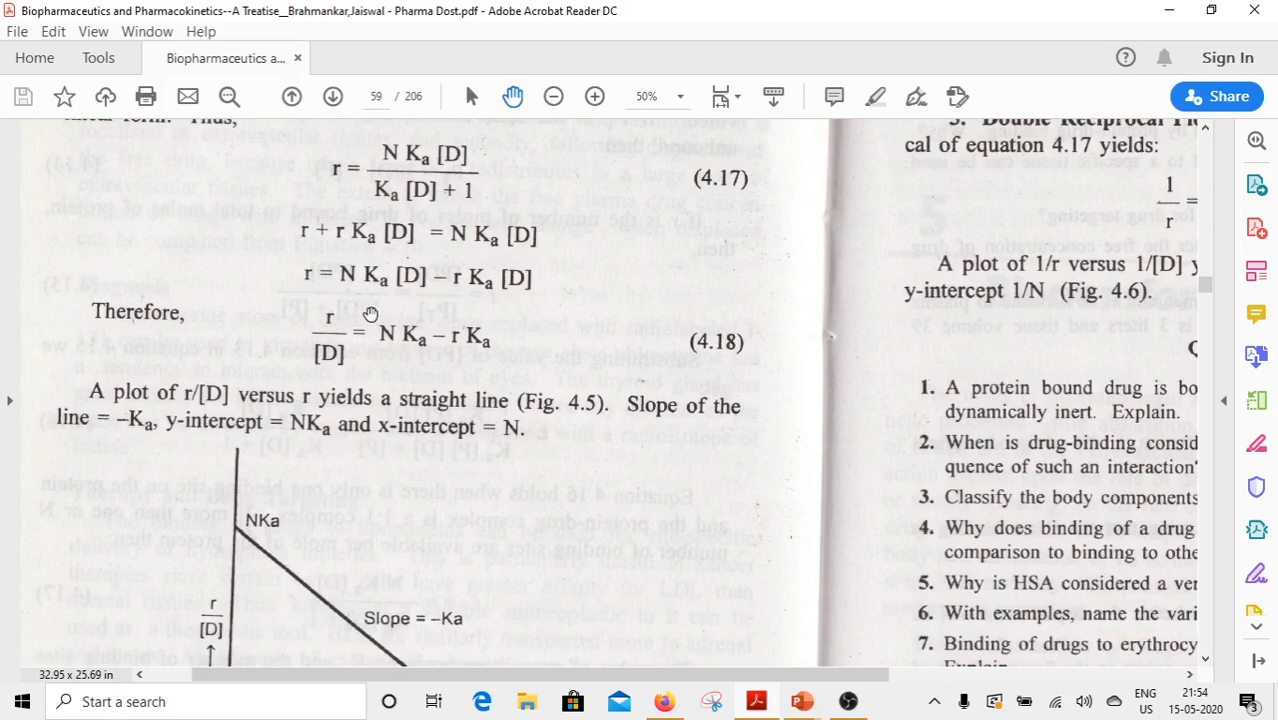 Biopharmaceutics and Pharmacokinetics--A Treatise__Brahmankar,Jaiswal - Pharma Dost.pdf - Adobe Acrobat Reader DC
File Edit View Window Help
Home Tools Biopharmaceutics a... × Sign In
59 / 206 50% Share
r = N Ka [D] / Ka [D] + 1 (4.17)
r + r Ka [D] = N Ka [D]
r = N Ka [D] – r Ka [D]
Therefore,
r / [D] = N Ka – r Ka (4.18)
A plot of r/[D] versus r yields a straight line (Fig. 4.5). Slope of the
line = –Ka, y-intercept = NKa and x-intercept = N.
NKa
r
[D]
Slope = –Ka
cal of equation 4.17 yields:
1
r =
A plot of 1/r versus 1/[D] y
y-intercept 1/N (Fig. 4.6).
Q
1. A protein bound drug is bo
dynamically inert. Explain.
2. When is drug-binding consid
quence of such an interaction
3. Classify the body components
4. Why does binding of a drug
comparison to binding to othe
5. Why is HSA considered a ver
6. With examples, name the vari
7. Binding of drugs to erythrocy
32.95 x 25.69 in
Start a search
ENG
US
21:54
15-05-2020
3